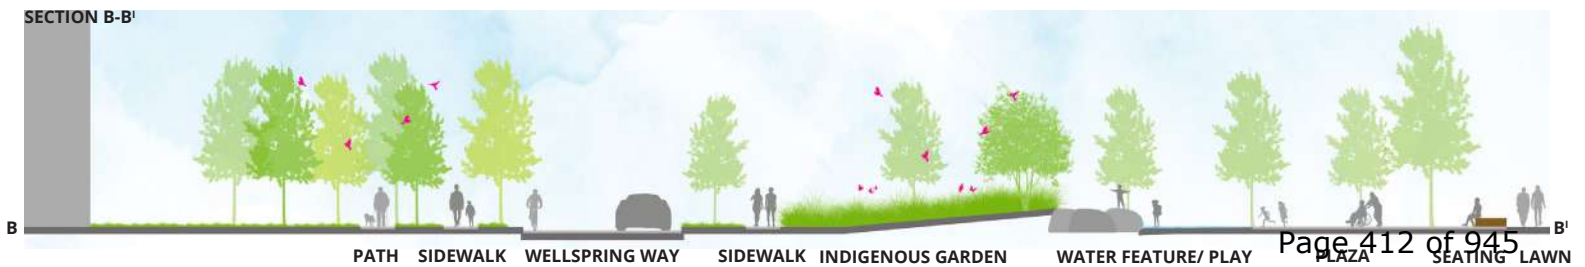 SECTION B-B'
B
B'
PATH SIDEWALK WELLSPRING WAY SIDEWALK INDIGENOUS GARDEN WATER FEATURE/ PLAY PLAZA SEATING LAWN
Page 412 of 945